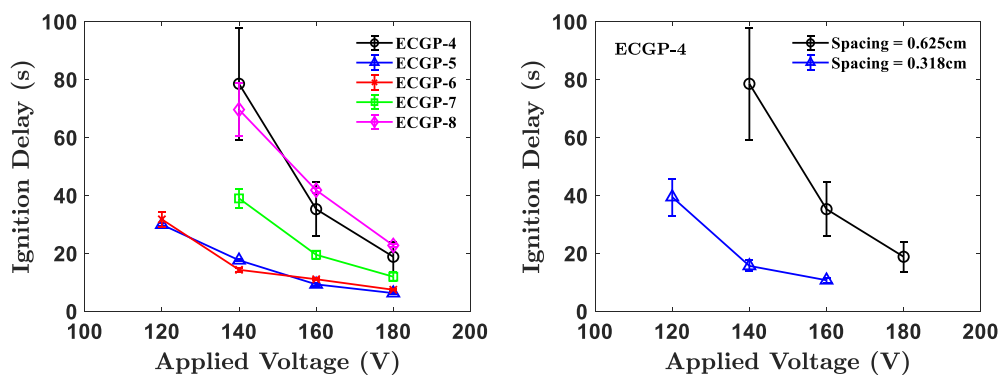 Ignition Delay (s)
100
80
60
40
20
0
ECGP-4
ECGP-5
ECGP-6
ECGP-7
ECGP-8
100 120 140 160 180 200
Applied Voltage (V)
Ignition Delay (s)
100
80
60
40
20
0
ECGP-4
Spacing = 0.625cm
Spacing = 0.318cm
100 120 140 160 180 200
Applied Voltage (V)